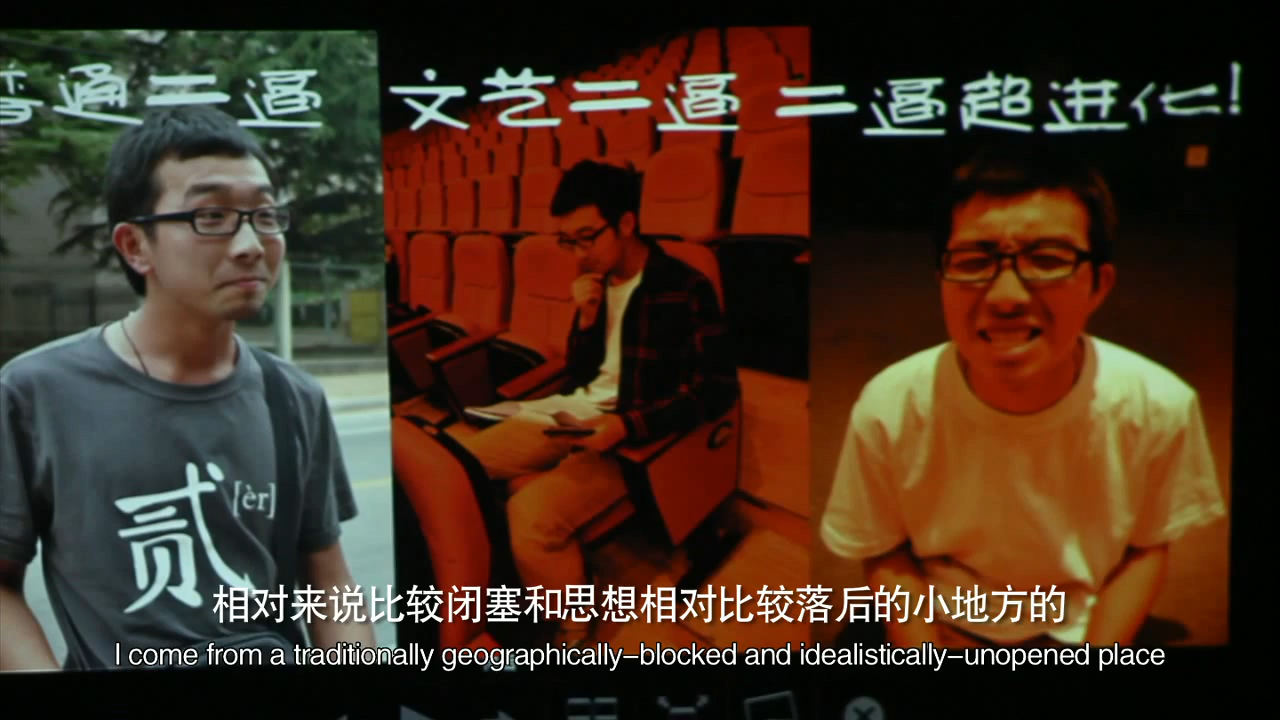 普通二逼 文艺二逼 二逼超进化!
贰 [èr]
相对来说比较闭塞和思想相对比较落后的小地方的
I come from a traditionally geographically–blocked and idealistically–unopened place